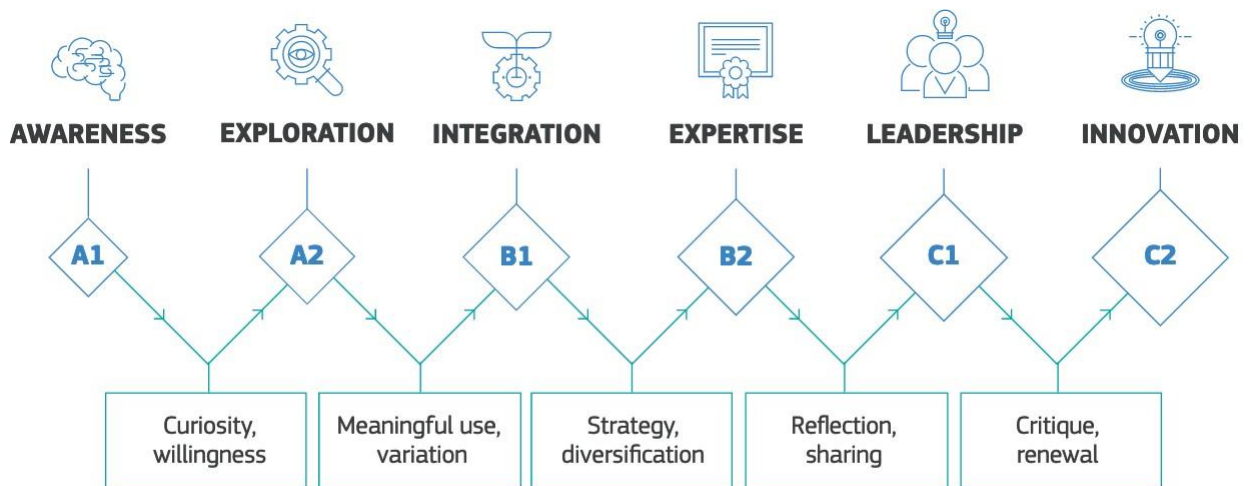 AWARENESS
EXPLORATION
INTEGRATION
EXPERTISE
LEADERSHIP
INNOVATION
A1
A2
B1
B2
C1
C2
Curiosity,
willingness
Meaningful use,
variation
Strategy,
diversification
Reflection,
sharing
Critique,
renewal